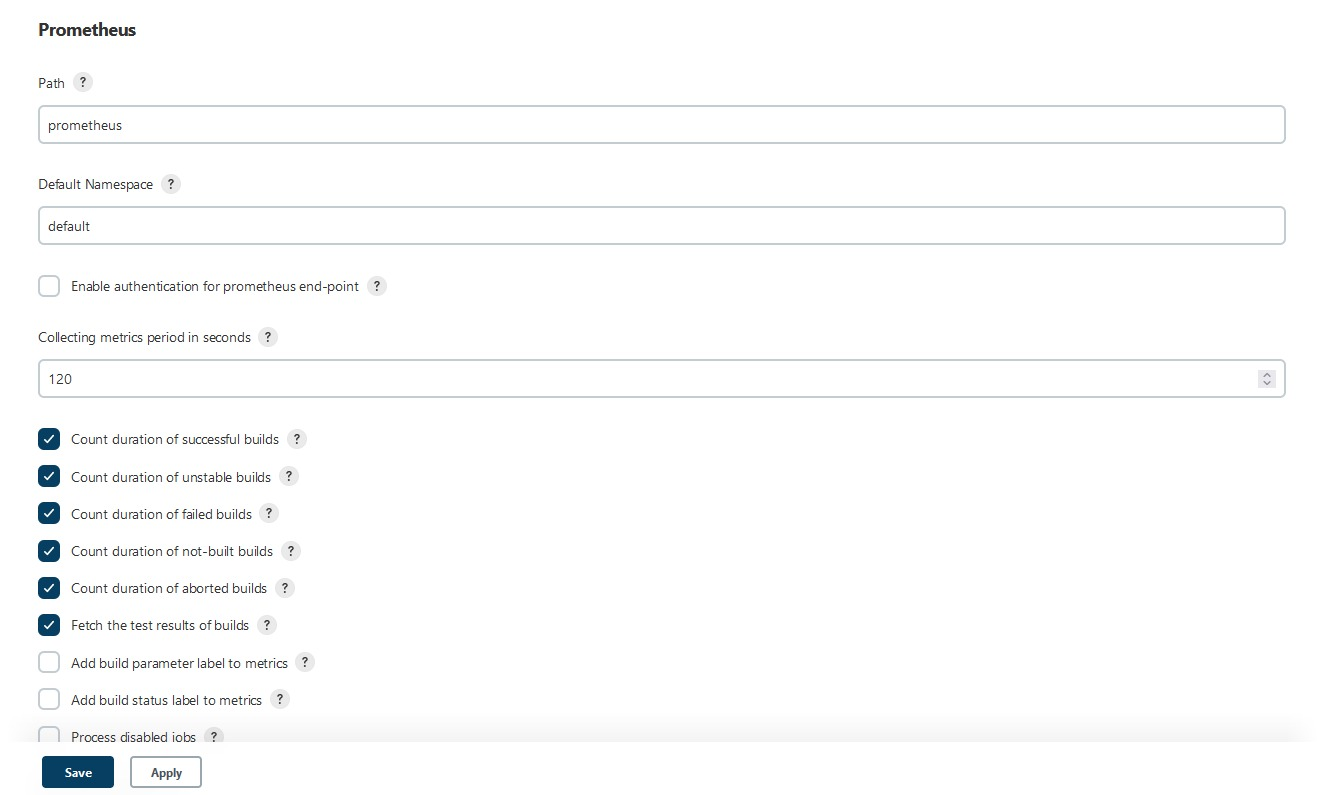 Prometheus
Path ?
prometheus
Default Namespace ?
default
Enable authentication for prometheus end-point ?
Collecting metrics period in seconds ?
120
Count duration of successful builds ?
Count duration of unstable builds ?
Count duration of failed builds ?
Count duration of not-built builds ?
Count duration of aborted builds ?
Fetch the test results of builds ?
Add build parameter label to metrics ?
Add build status label to metrics ?
Process disabled jobs ?
Save Apply